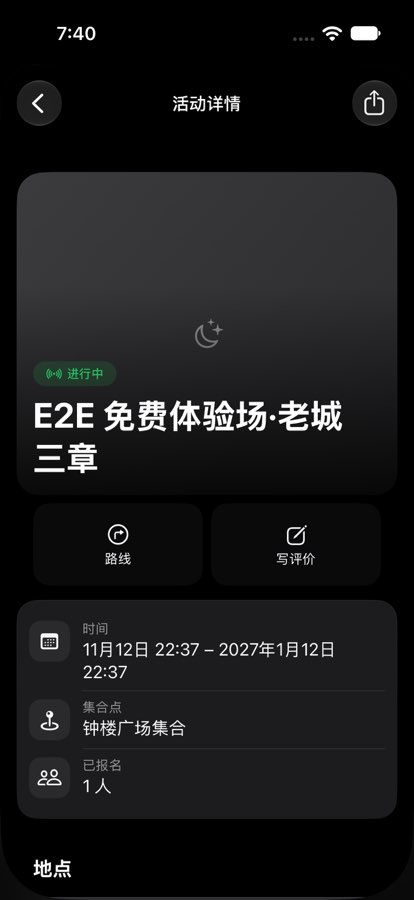 7:40
活动详情
进行中
E2E 免费体验场·老城
三章
路线
写评价
时间
11月12日 22:37 – 2027年1月12日
22:37
集合点
钟楼广场集合
已报名
1 人
地点